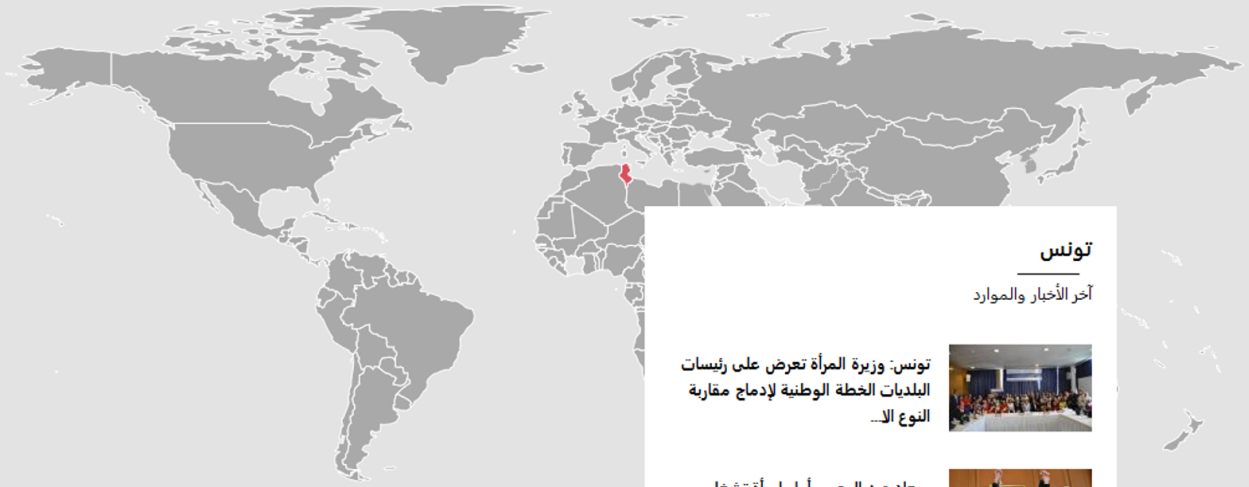 تونس
آخر الأخبار والموارد
تونس: وزيرة المرأة تعرض على رئيسات
البلديات الخطة الوطنية لإدماج مقاربة
النوع الا...